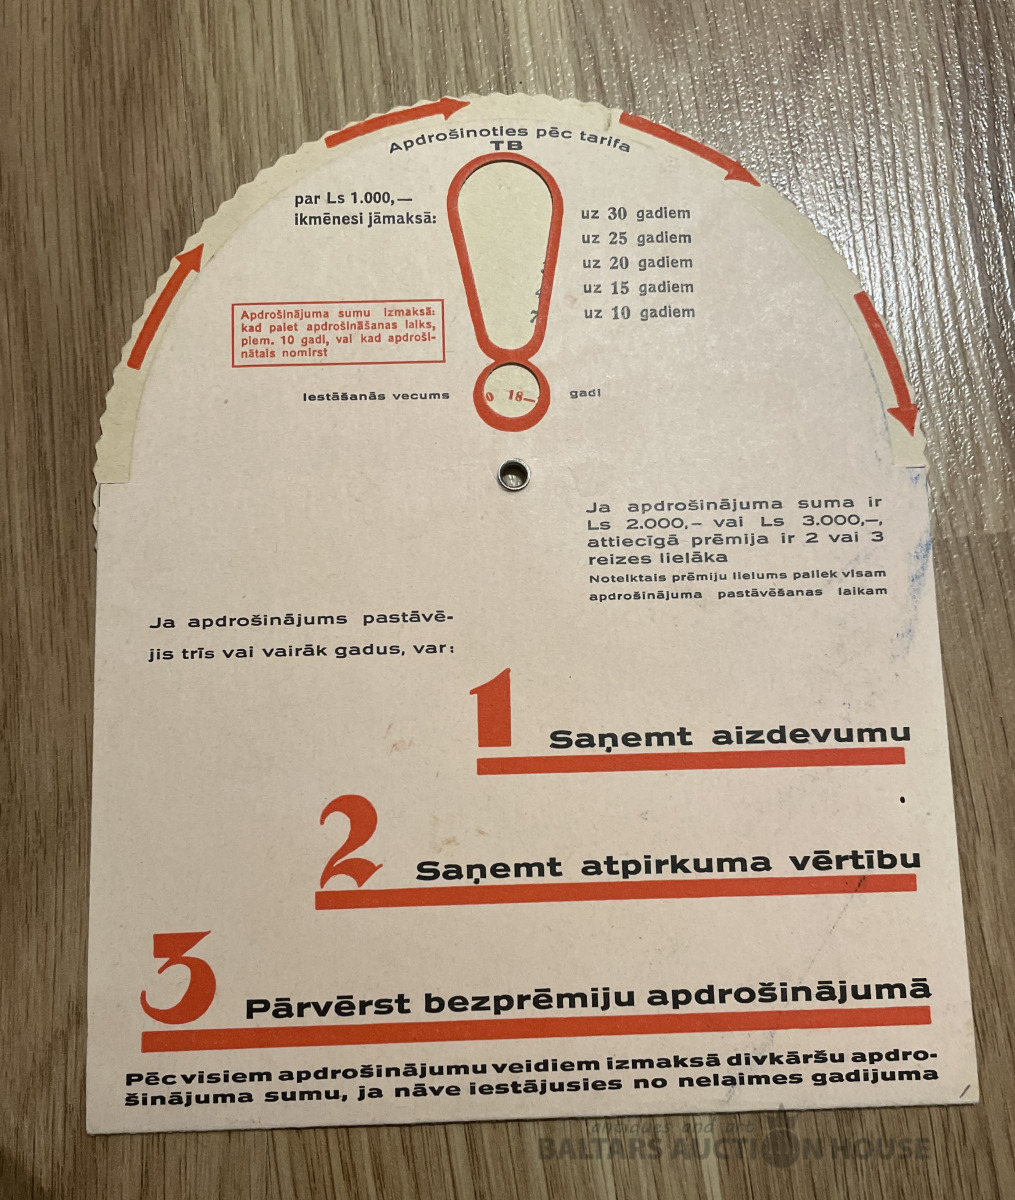 Apdrošinoties pēc tarifa
TB
par Ls 1.000,—
ikmēnesi jāmaksā:
uz 30 gadiem
uz 25 gadiem
uz 20 gadiem
uz 15 gadiem
uz 10 gadiem
Apdrošinājuma sumu izmaksā:
kad paiet apdrošināšanas laiks,
piem. 10 gadi, vai kad apdroši-
nātais nomirst
Iestāšanās vecums
0 18—
gadi
Ja apdrošinājuma suma ir
Ls 2.000,— vai Ls 3.000,—,
attiecīgā prēmija ir 2 vai 3
reizes lielāka
Noteiktais prēmiju lielums paliek visam
apdrošinājuma pastāvēšanas laikam
Ja apdrošinājums pastāvē-
jis trīs vai vairāk gadus, var:
1 Saņemt aizdevumu
2 Saņemt atpirkuma vērtību
3 Pārvērst bezprēmiju apdrošinājumā
Pēc visiem apdrošinājumu veidiem izmaksā divkāršu apdro-
šinājuma sumu, ja nāve iestājusies no nelaimes gadijuma
antiques and art
BALTARS AUCTION HOUSE